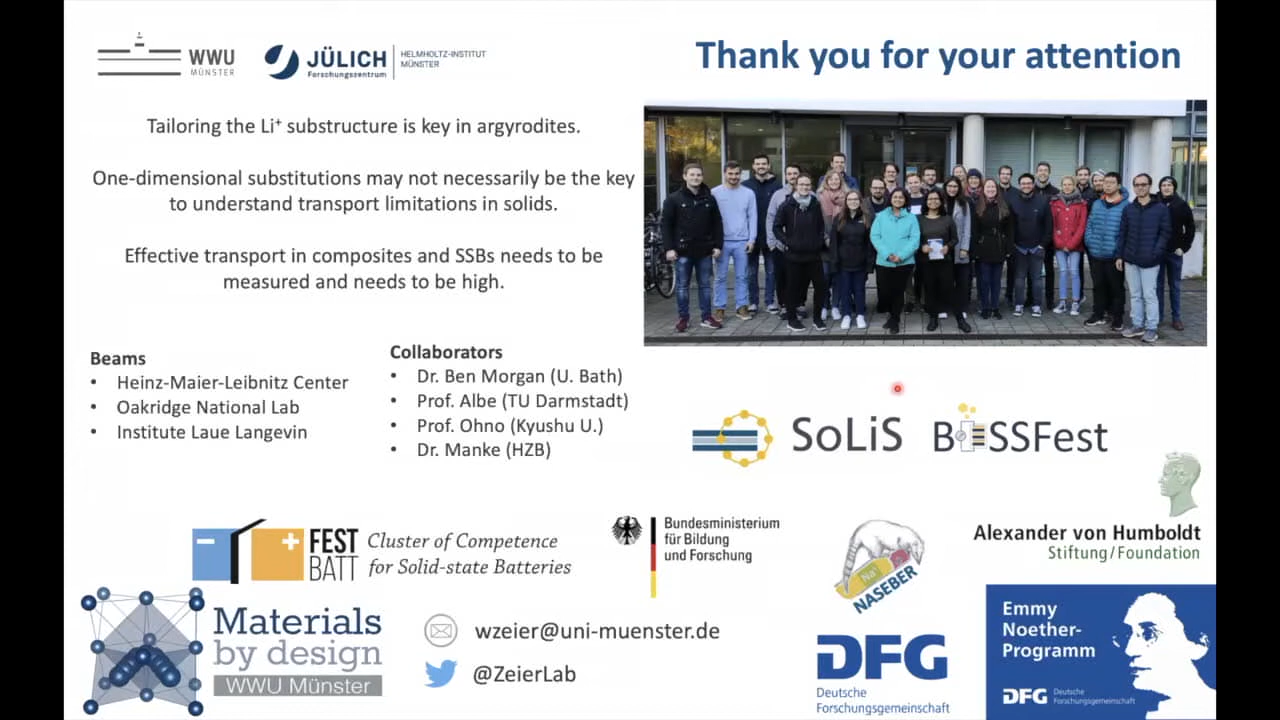 WWU
MÜNSTER
JÜLICH
Forschungszentrum
HELMHOLTZ-INSTITUT
MÜNSTER
Thank you for your attention
Tailoring the Li⁺ substructure is key in argyrodites.
One-dimensional substitutions may not necessarily be the key
to understand transport limitations in solids.
Effective transport in composites and SSBs needs to be
measured and needs to be high.
Beams
• Heinz-Maier-Leibnitz Center
• Oakridge National Lab
• Institute Laue Langevin
Collaborators
• Dr. Ben Morgan (U. Bath)
• Prof. Albe (TU Darmstadt)
• Prof. Ohno (Kyushu U.)
• Dr. Manke (HZB)
SoLiS
BiSSFest
FEST
BATT
Cluster of Competence
for Solid-state Batteries
Bundesministerium
für Bildung
und Forschung
Na⁺
NASEBER
Alexander von Humboldt
Stiftung/Foundation
Materials
by design
WWU Münster
wzeier@uni-muenster.de
@ZeierLab
DFG
Deutsche
Forschungsgemeinschaft
Emmy
Noether-
Programm
DFG
Deutsche
Forschungsgemeinschaft